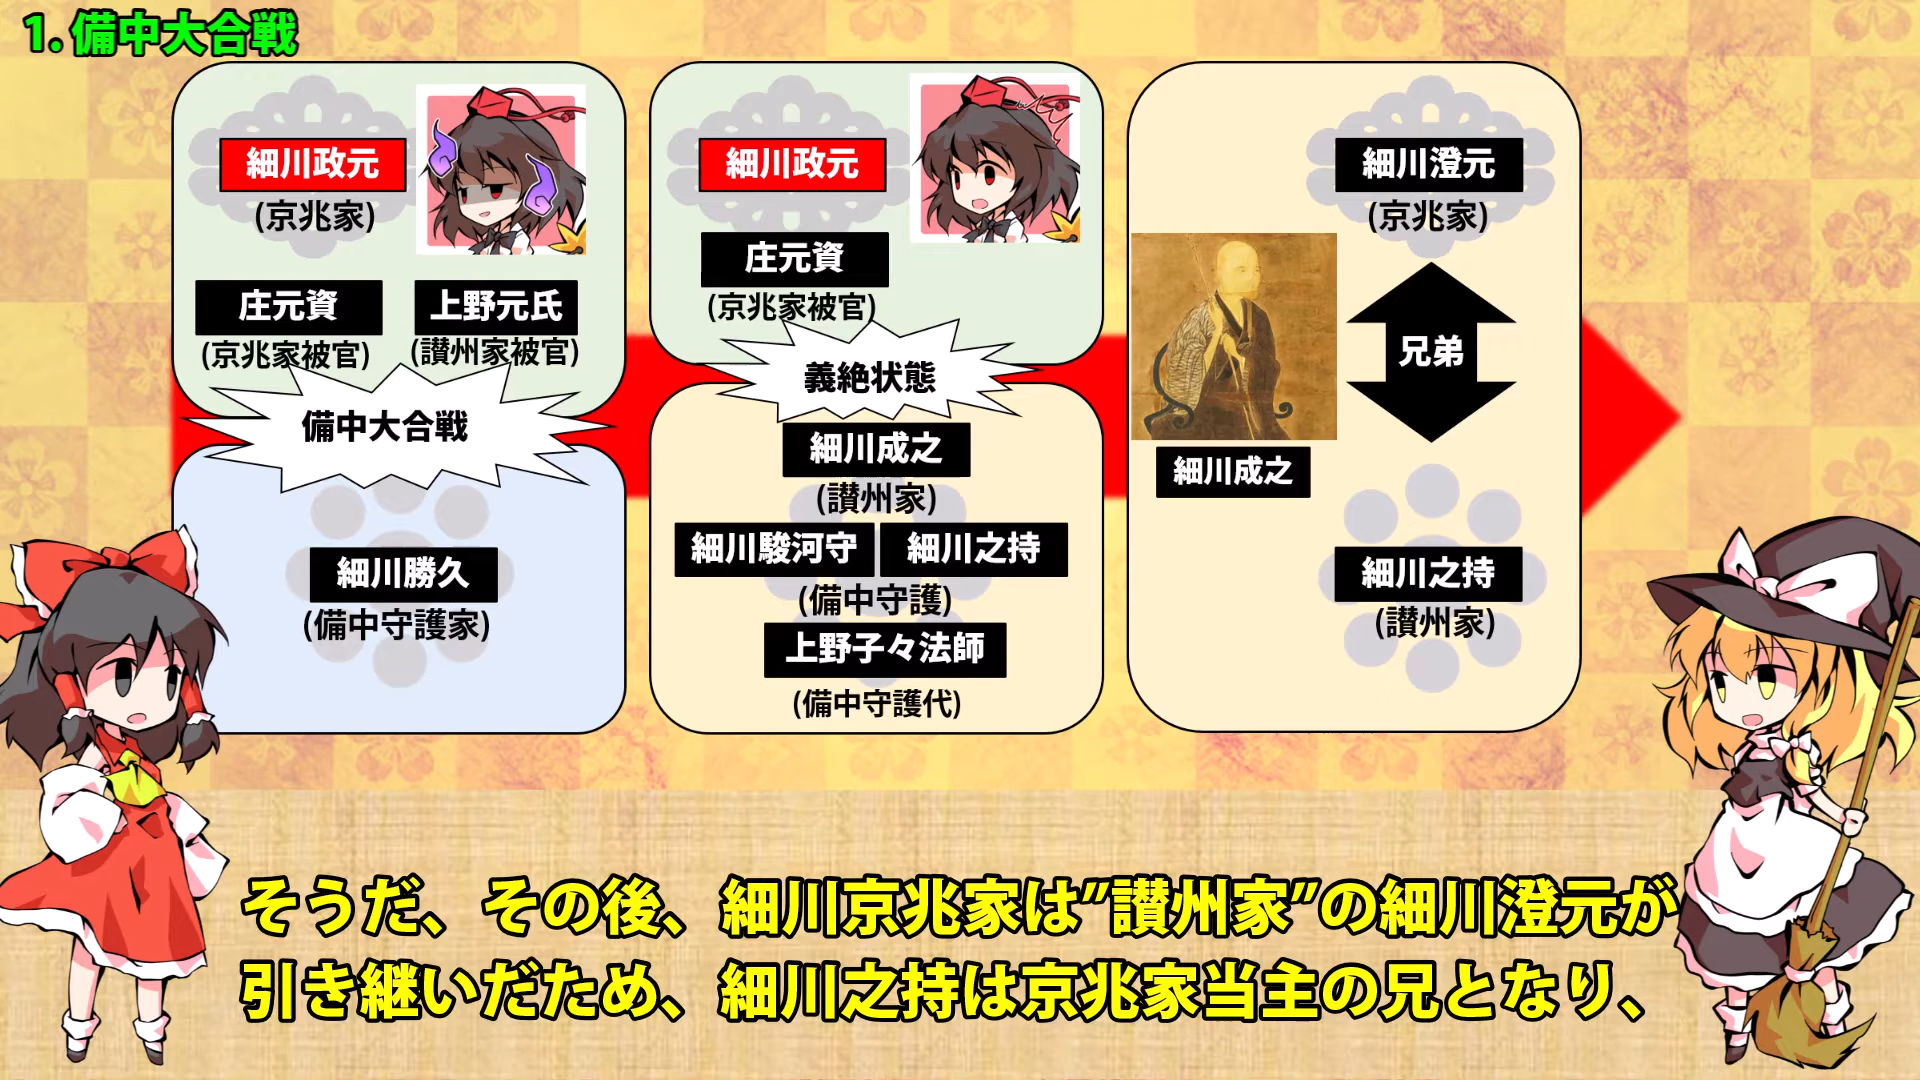 1. 備中大合戦
細川政元
(京兆家)
庄元資
(京兆家被官)
上野元氏
(讃州家被官)
備中大合戦
細川勝久
(備中守護家)
細川政元
庄元資
(京兆家被官)
義絶状態
細川成之
(讃州家)
細川駿河守 細川之持
(備中守護)
上野子々法師
(備中守護代)
細川澄元
(京兆家)
兄弟
細川成之
細川之持
(讃州家)
そうだ、その後、細川京兆家は”讃州家”の細川澄元が
引き継いだため、細川之持は京兆家当主の兄となり、